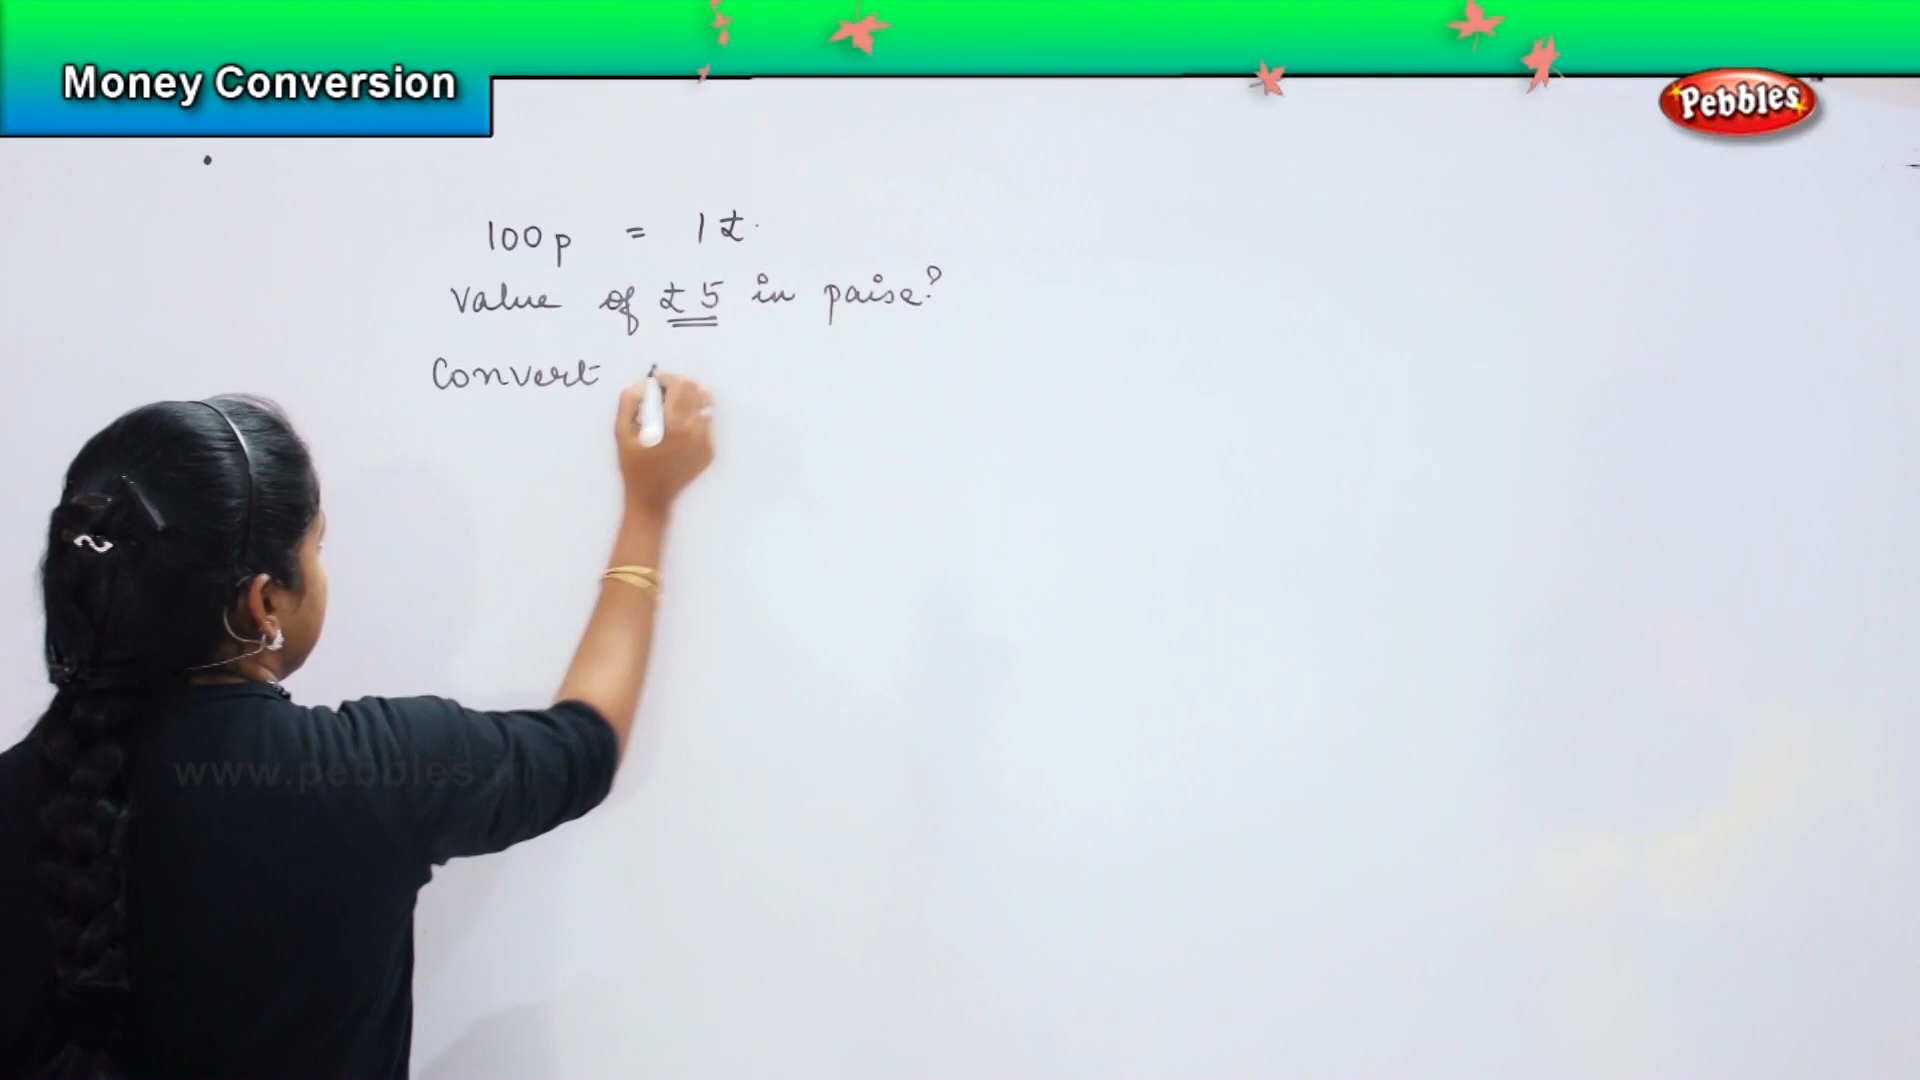 Money Conversion
Pebbles
100p = 1₹.
Value of ₹ 5 in paise?
Convert
www.pebbles.in